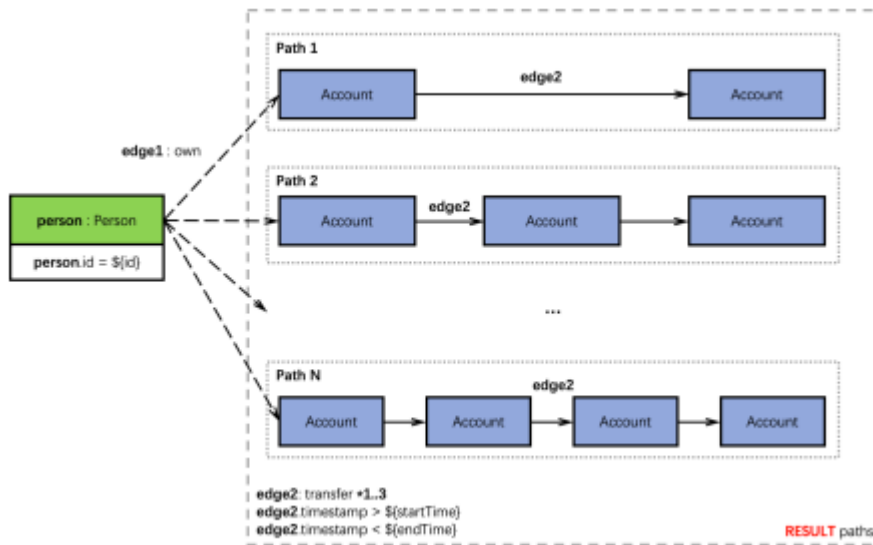 Path 1
edge2
Account
Account
edge1 : own
Path 2
edge2
Account
Account
Account
person : Person
person.id = ${id}
...
Path N
edge2
Account
Account
Account
Account
edge2: transfer *1..3
edge2.timestamp > ${startTime}
edge2.timestamp < ${endTime}
RESULT paths